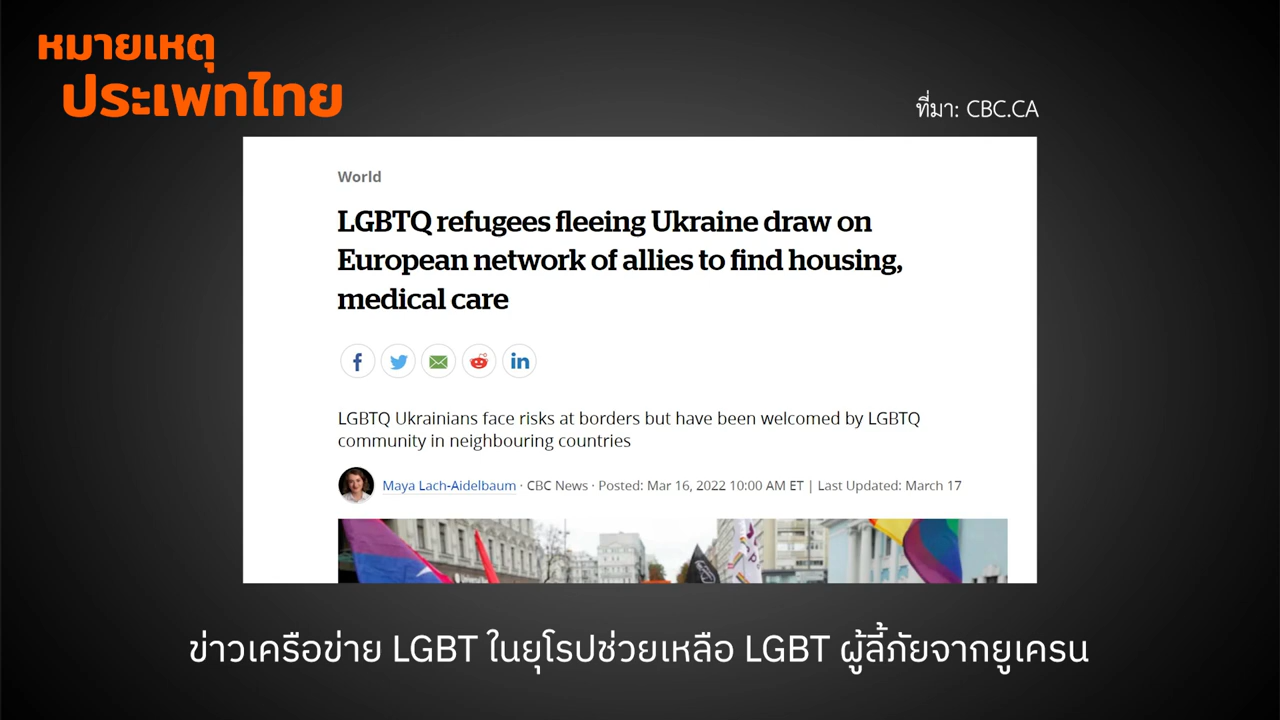 หมายเหตุ
ประเพทไทย
ที่มา: CBC.CA
World
LGBTQ refugees fleeing Ukraine draw on
European network of allies to find housing,
medical care
LGBTQ Ukrainians face risks at borders but have been welcomed by LGBTQ
community in neighbouring countries
Maya Lach-Aidelbaum · CBC News · Posted: Mar 16, 2022 10:00 AM ET | Last Updated: March 17
ข่าวเครือข่าย LGBT ในยุโรปช่วยเหลือ LGBT ผู้ลี้ภัยจากยูเครน